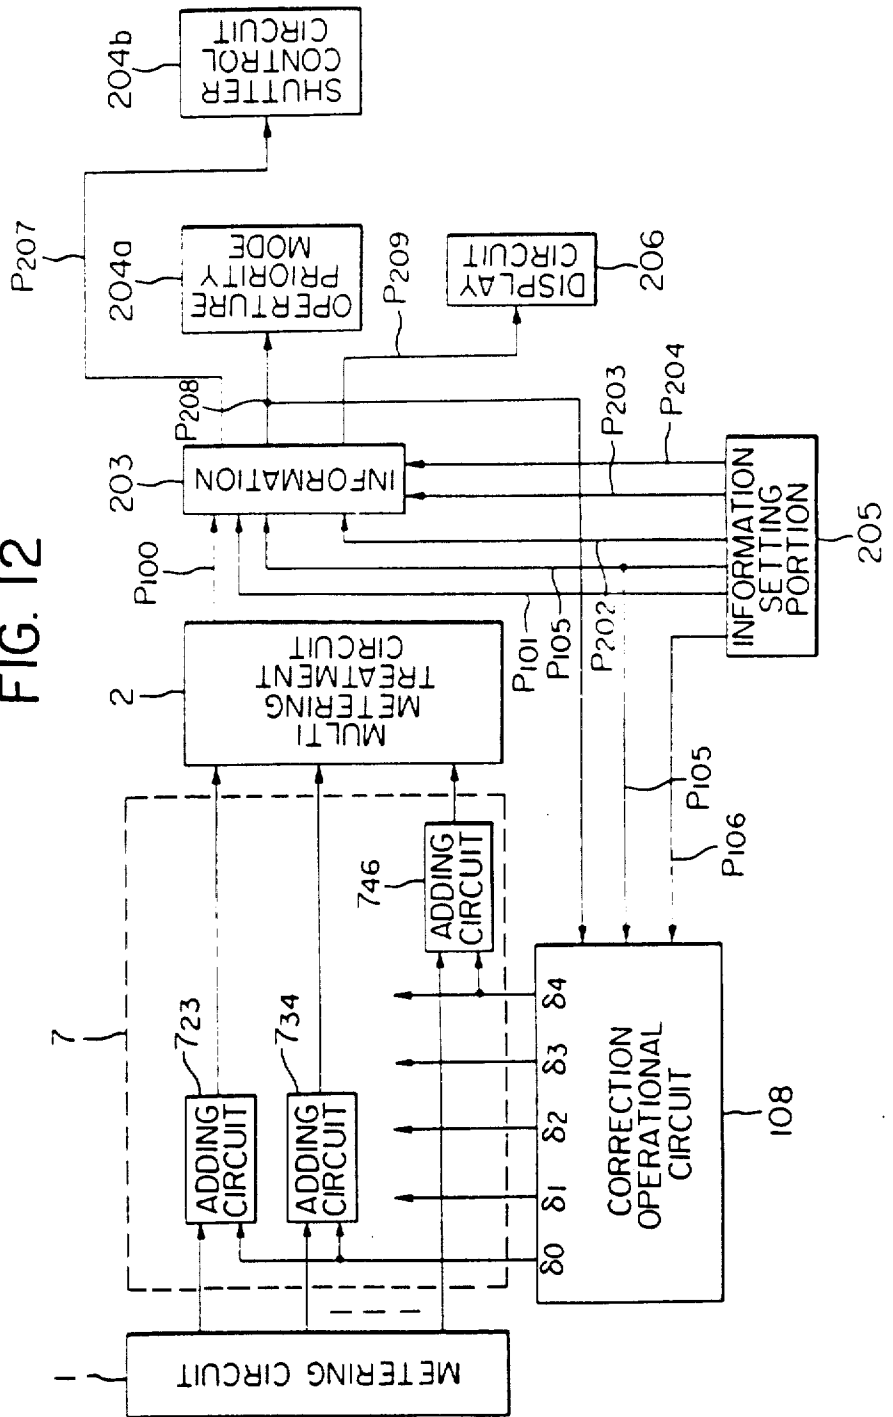 FIG. 12
1
METERING CIRCUIT
7
723
ADDING
CIRCUIT
734
ADDING
CIRCUIT
746
ADDING
CIRCUIT
δ0
δ1
δ2
δ3
δ4
CORRECTION
OPERATIONAL
CIRCUIT
108
2
MULTI
METERING
TREATMENT
CIRCUIT
P100
203
INFORMATION
P101
P105
P202
P203
P204
P105
P106
INFORMATION
SETTING
PORTION
205
P207
P208
P209
204a
OPERTURE
PRIORITY
MODE
204b
SHUTTER
CONTROL
CIRCUIT
DISPLAY
CIRCUIT
206